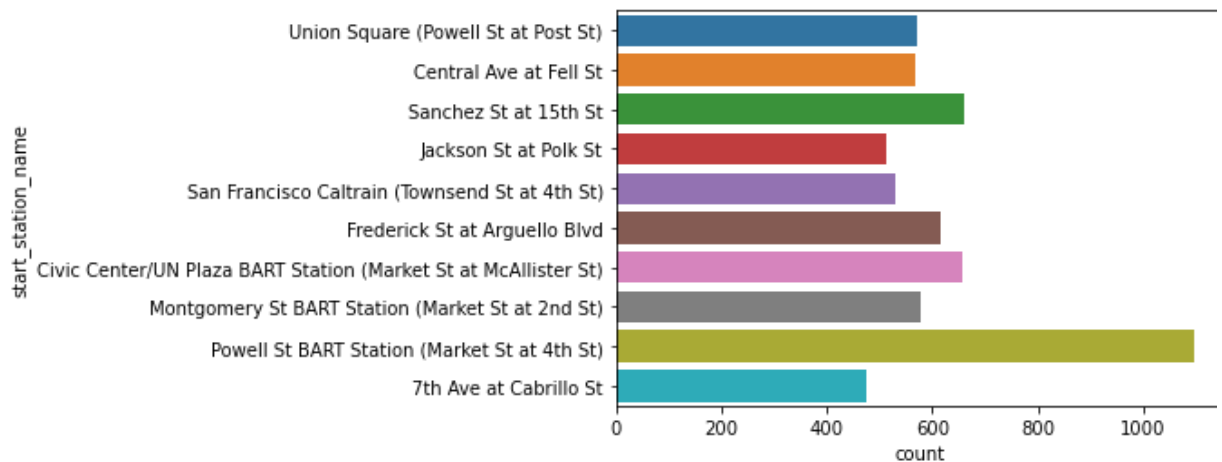 start_station_name
Union Square (Powell St at Post St)
Central Ave at Fell St
Sanchez St at 15th St
Jackson St at Polk St
San Francisco Caltrain (Townsend St at 4th St)
Frederick St at Arguello Blvd
Civic Center/UN Plaza BART Station (Market St at McAllister St)
Montgomery St BART Station (Market St at 2nd St)
Powell St BART Station (Market St at 4th St)
7th Ave at Cabrillo St
0 200 400 600 800 1000
count